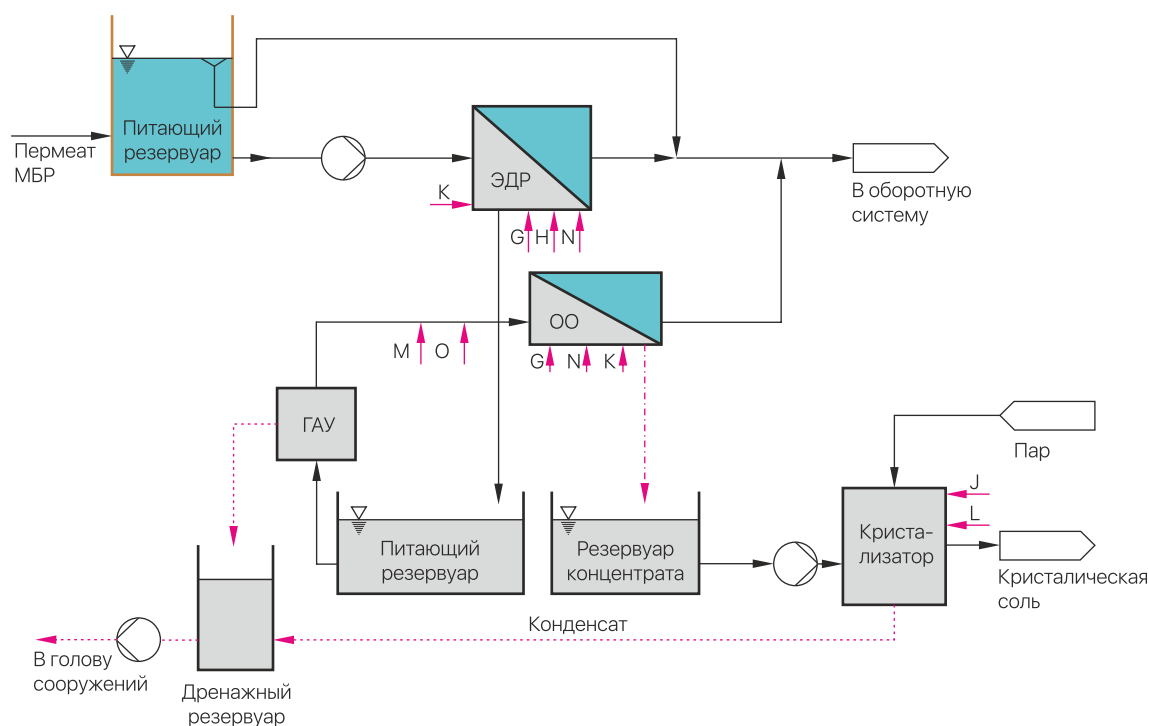 Питающий
резервуар
Пермеат
МБР
ЭДР
K
G H N
В оборотную
систему
ОО
M O
G N K
ГАУ
Пар
J
L
Криста-
лизатор
Питающий
резервуар
Резервуар
концентрата
Кристалическая
соль
Конденсат
В голову
сооружений
Дренажный
резервуар